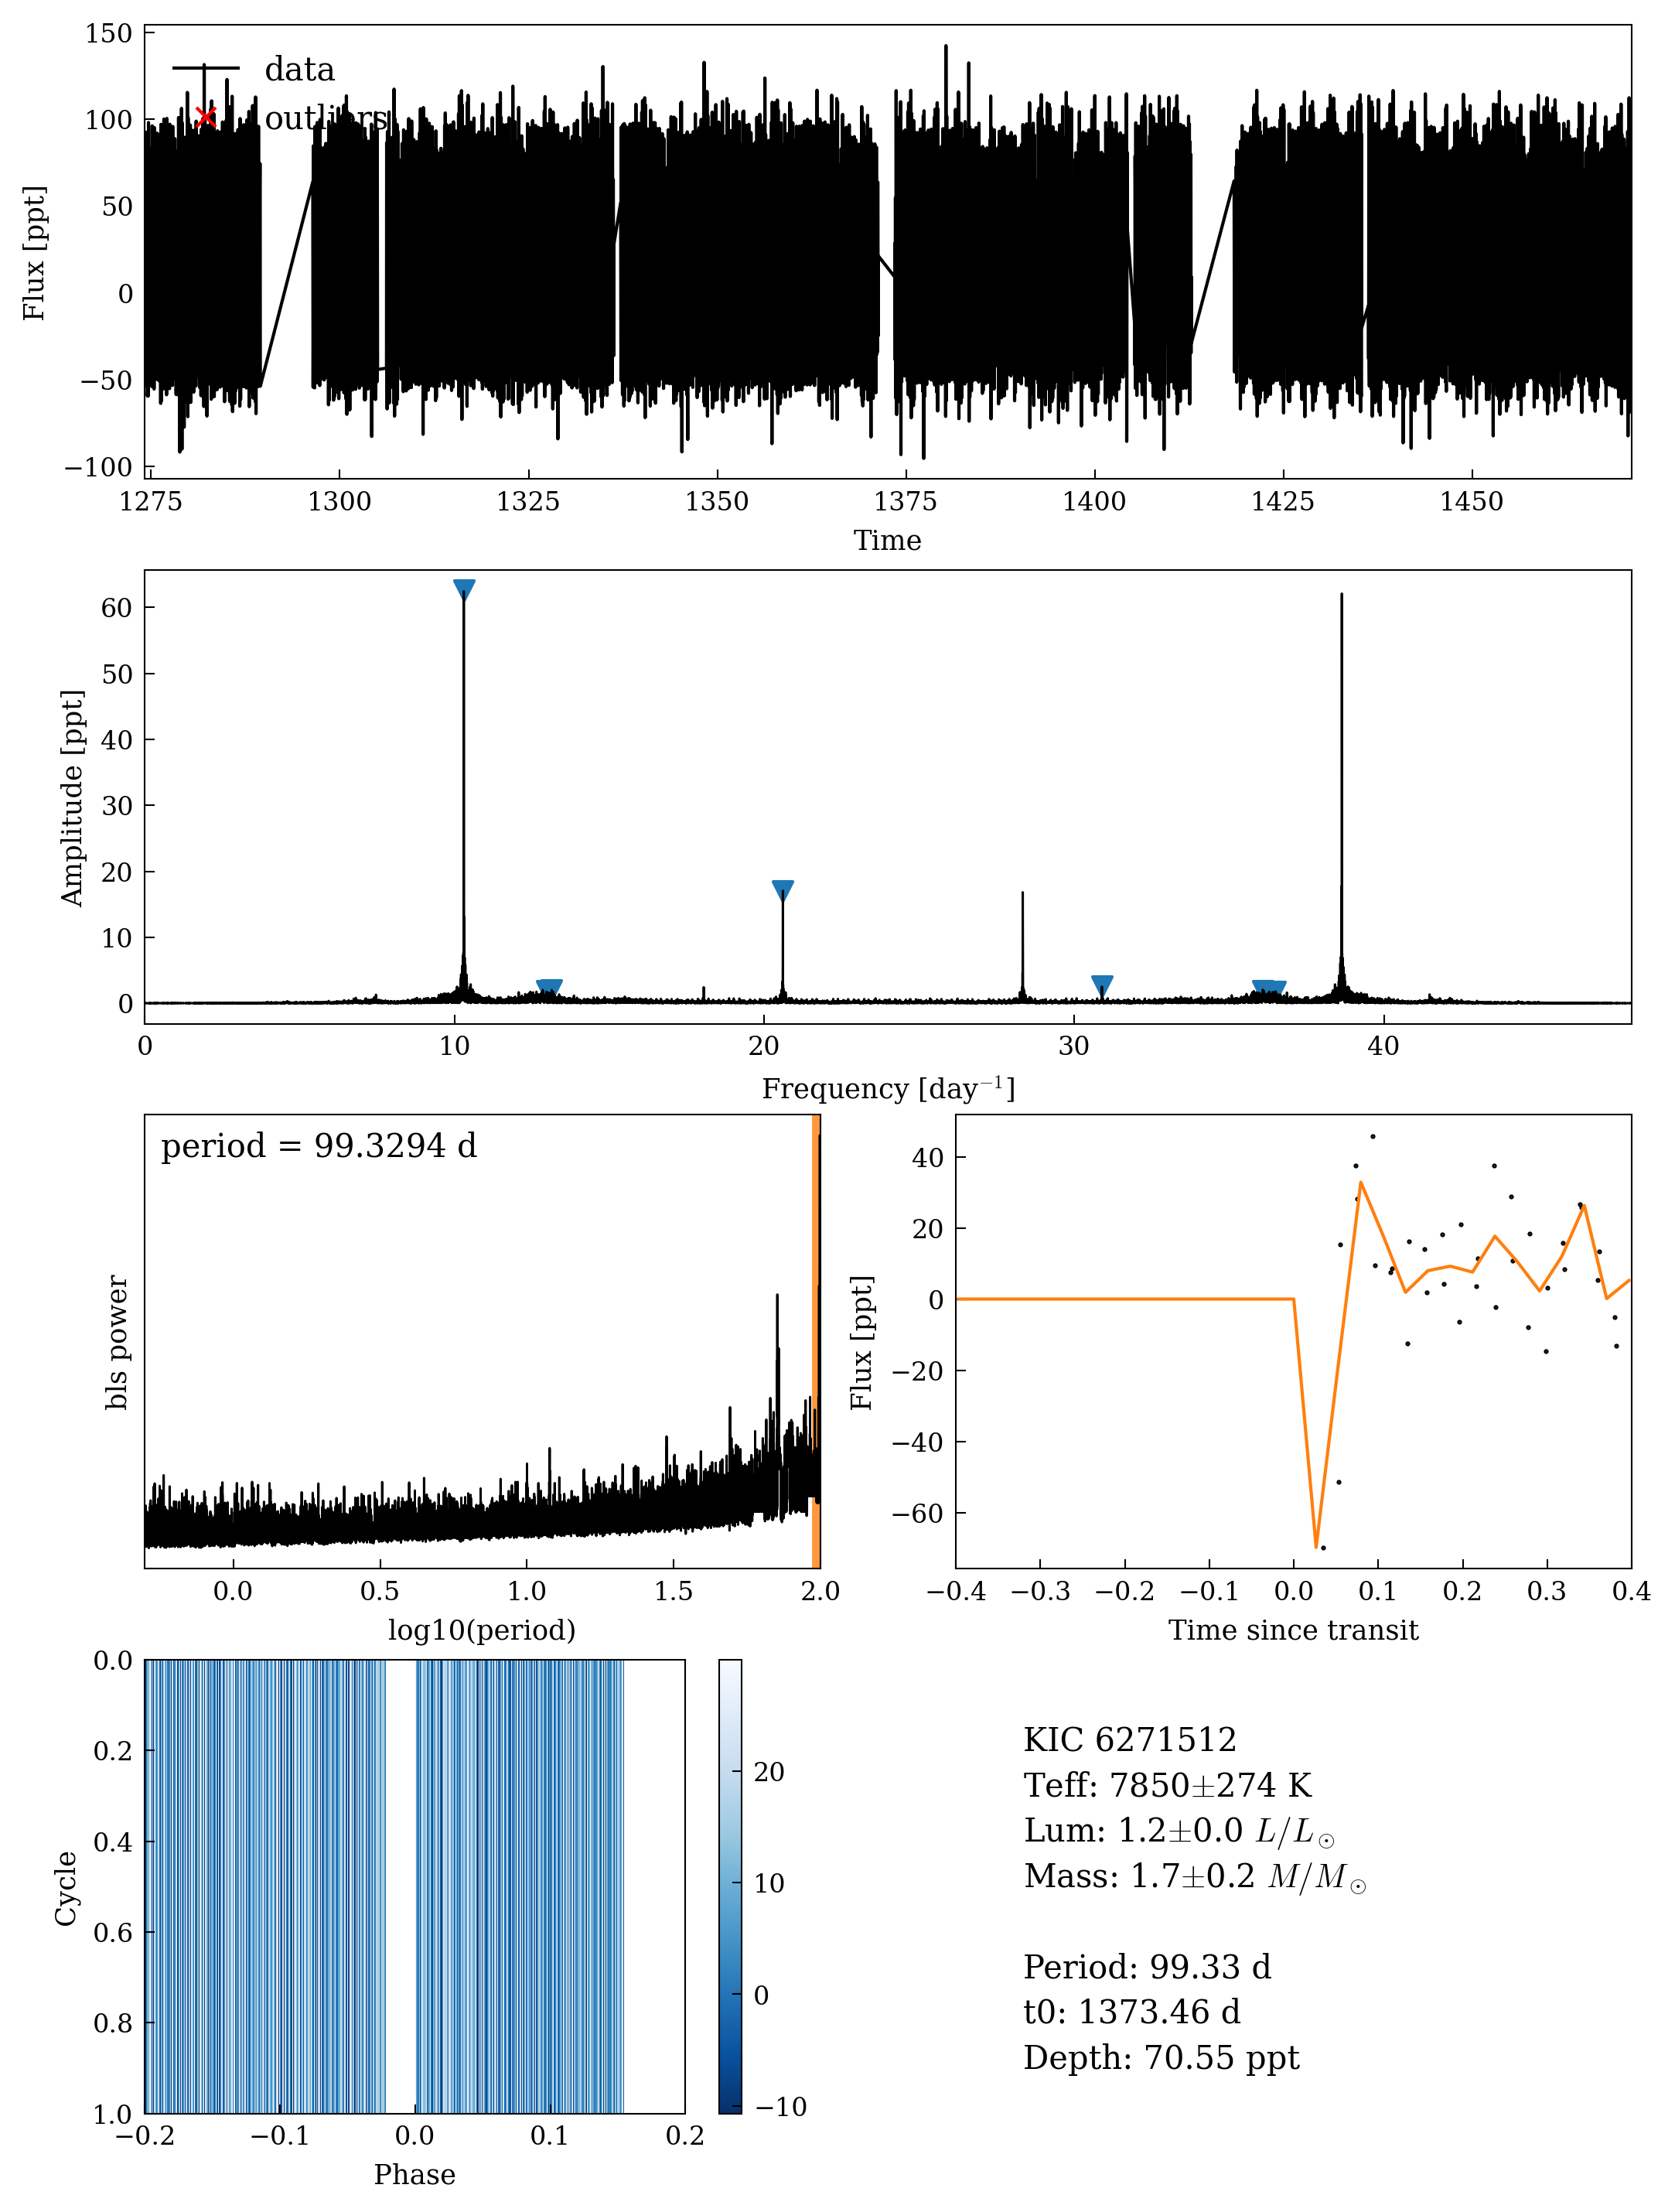 150
100
50
0
−50
−100
Flux [ppt]
data
outliers
1275 1300 1325 1350 1375 1400 1425 1450
Time
60
50
40
30
20
10
0
Amplitude [ppt]
0 10 20 30 40
Frequency [day⁻¹]
period = 99.3294 d
bls power
0.0 0.5 1.0 1.5 2.0
log10(period)
40
20
0
−20
−40
−60
Flux [ppt]
−0.4 −0.3 −0.2 −0.1 0.0 0.1 0.2 0.3 0.4
Time since transit
0.0
0.2
0.4
0.6
0.8
1.0
Cycle
−0.2 −0.1 0.0 0.1 0.2
Phase
20
10
0
−10
KIC 6271512
Teff: 7850±274 K
Lum: 1.2±0.0 L/L☉
Mass: 1.7±0.2 M/M☉
Period: 99.33 d
t0: 1373.46 d
Depth: 70.55 ppt